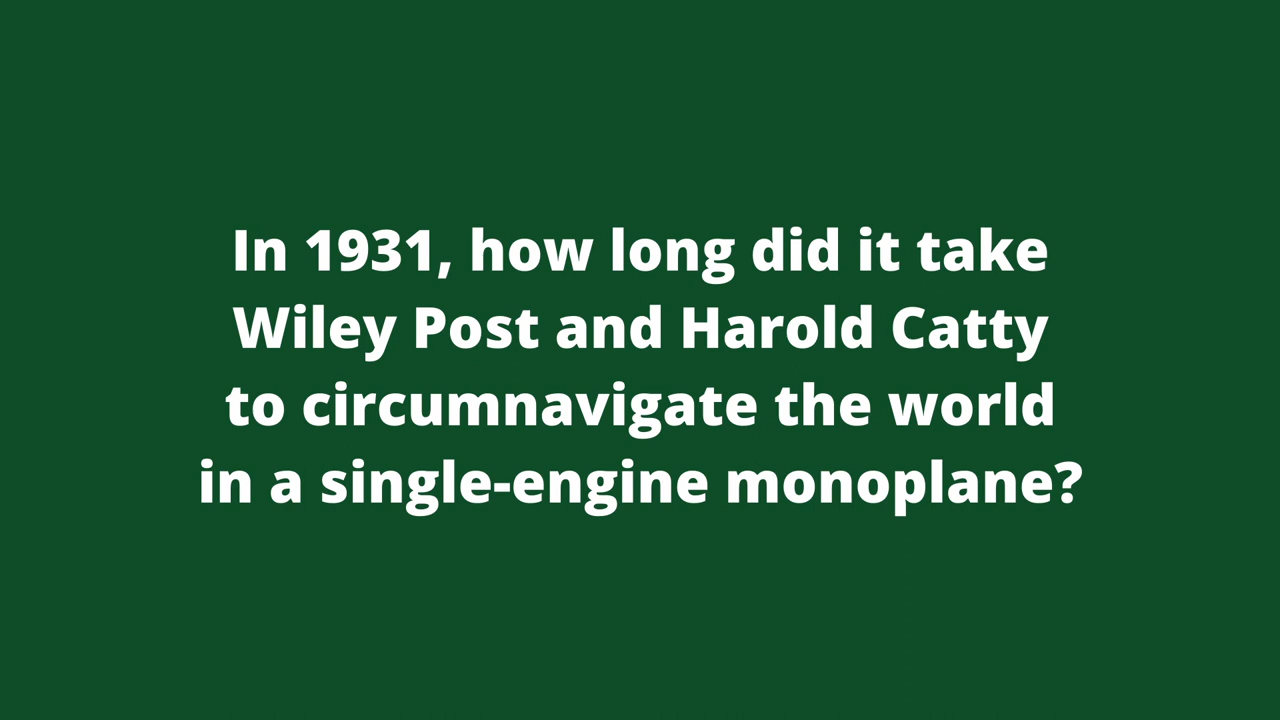 In 1931, how long did it take
Wiley Post and Harold Catty
to circumnavigate the world
in a single-engine monoplane?